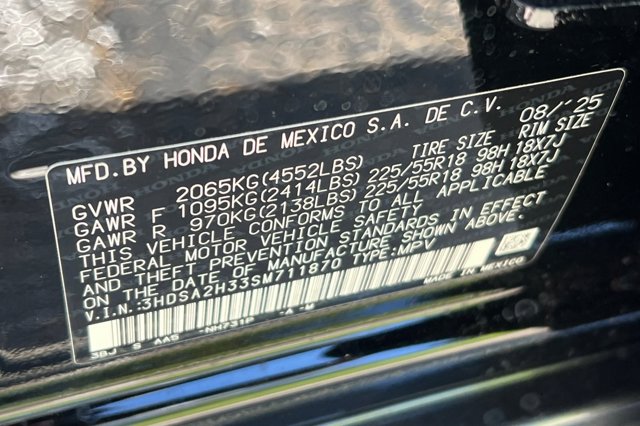 MFD.BY HONDA DE MEXICO S.A. DE C.V. 08/'25
GVWR 2065KG(4552LBS) TIRE SIZE RIM SIZE
GAWR F 1095KG(2414LBS) 225/55R18 98H 18X7J
GAWR R 970KG(2138LBS) 225/55R18 98H 18X7J
THIS VEHICLE CONFORMS TO ALL APPLICABLE
FEDERAL MOTOR VEHICLE SAFETY
AND THEFT PREVENTION STANDARDS IN EFFECT
ON THE DATE OF MANUFACTURE SHOWN ABOVE.
V.I.N.:3HDSA2H33SM711870 TYPE:MPV
MADE IN MEXICO
3BJ S AAS NH731P -A -M